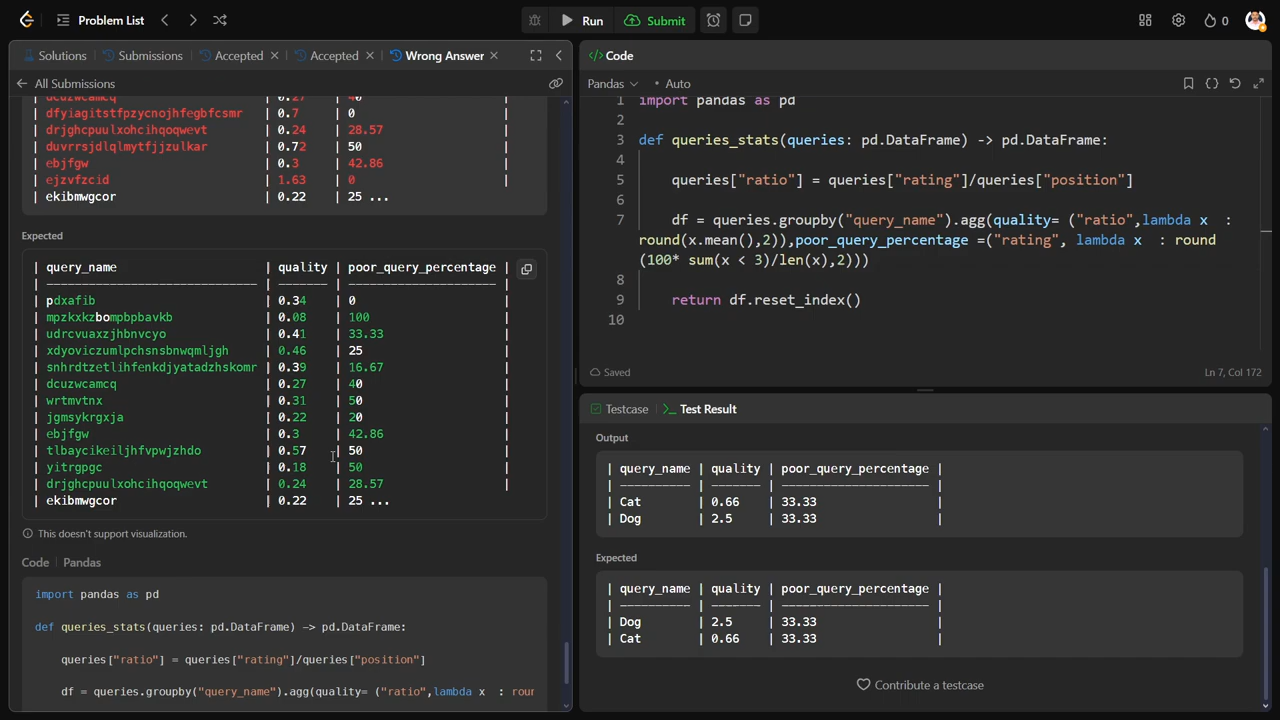 Problem List
Run
Submit
0
Solutions
Submissions
Accepted
Accepted
Wrong Answer
All Submissions
dcuzwcamcq | 0.27 | 40
| dfyiagitstfpzycnojhfegbfcsmr | 0.7 | 0 |
| drjghcpuulxohcihqoqwevt | 0.24 | 28.57 |
| duvrrsjdlqlmytfjjzulkar | 0.72 | 50 |
| ebjfgw | 0.3 | 42.86 |
| ejzvfzcid | 1.63 | 0 |
| ekibmwgcor | 0.22 | 25 ...
Expected
| query_name | quality | poor_query_percentage |
| pdxafib | 0.34 | 0 |
| mpzkxkzbompbpbavkb | 0.08 | 100 |
| udrcvuaxzjhbnvcyo | 0.41 | 33.33 |
| xdyoviczumlpchsnsbnwqmljgh | 0.46 | 25 |
| snhrdtzetlihfenkdjyatadzhskomr | 0.39 | 16.67 |
| dcuzwcamcq | 0.27 | 40 |
| wrtmvtnx | 0.31 | 50 |
| jgmsykrgxja | 0.22 | 20 |
| ebjfgw | 0.3 | 42.86 |
| tlbaycikeiljhfvpwjzhdo | 0.57 | 50 |
| yitrgpgc | 0.18 | 50 |
| drjghcpuulxohcihqoqwevt | 0.24 | 28.57 |
| ekibmwgcor | 0.22 | 25 ...
This doesn't support visualization.
Code | Pandas
import pandas as pd
def queries_stats(queries: pd.DataFrame) -> pd.DataFrame:
queries["ratio"] = queries["rating"]/queries["position"]
df = queries.groupby("query_name").agg(quality= ("ratio",lambda x : roun
Code
Pandas
Auto
1 import pandas as pd
2
3 def queries_stats(queries: pd.DataFrame) -> pd.DataFrame:
4
5 queries["ratio"] = queries["rating"]/queries["position"]
6
7 df = queries.groupby("query_name").agg(quality= ("ratio",lambda x :
round(x.mean(),2)),poor_query_percentage =("rating", lambda x : round
(100* sum(x < 3)/len(x),2)))
8
9 return df.reset_index()
10
Saved
Ln 7, Col 172
Testcase
Test Result
Output
| query_name | quality | poor_query_percentage |
| Cat | 0.66 | 33.33 |
| Dog | 2.5 | 33.33 |
Expected
| query_name | quality | poor_query_percentage |
| Dog | 2.5 | 33.33 |
| Cat | 0.66 | 33.33 |
Contribute a testcase